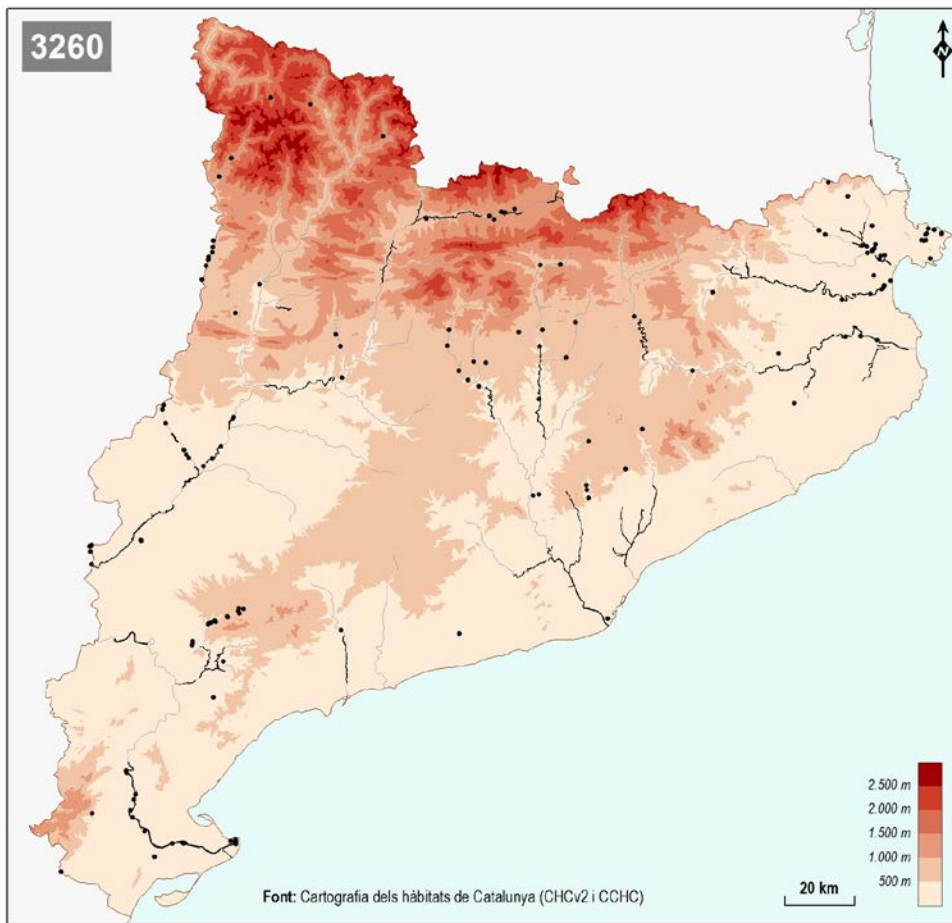 3260
N
2.500 m
2.000 m
1.500 m
1.000 m
500 m
20 km
Font: Cartografia dels hàbitats de Catalunya (CHCv2 i CCHC)